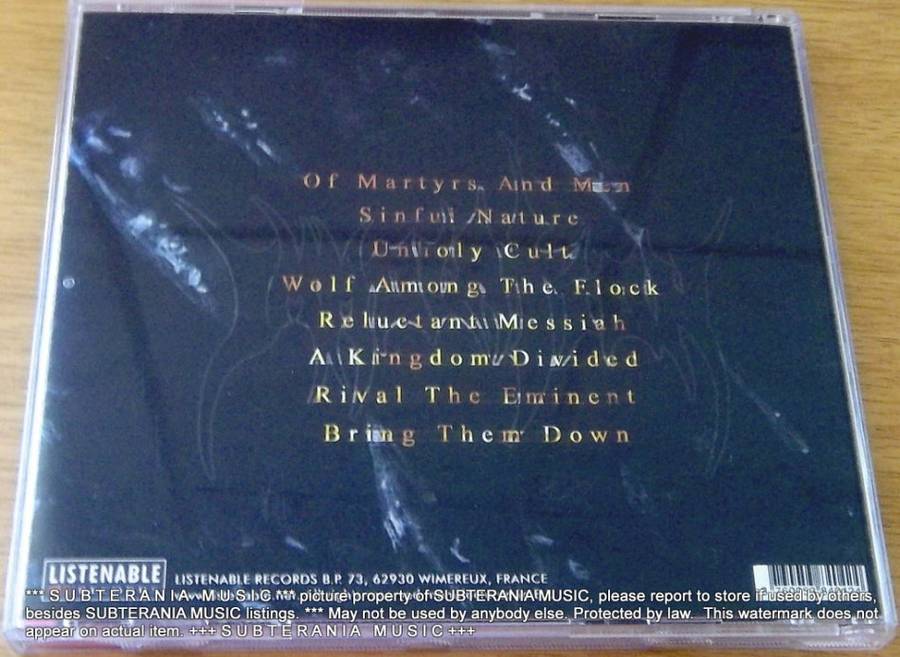 Of Martyrs And Men
Sinful Nature
Unholy Cult
Wolf Among The Flock
Reluctant Messiah
A Kingdom Divided
Rival The Eminent
Bring Them Down
LISTENABLE
LISTENABLE RECORDS B.P. 73, 62930 WIMEREUX, FRANCE
*** S.U.B.T.E.R.A.N.I.A - M.U.S.I.C *** picture property of SUBTERANIA MUSIC, please report to store if used by others,
besides SUBTERANIA MUSIC listings. *** May not be used by anybody else. Protected by law. This watermark does not
appear on actual item. +++ S U B T E R A N I A M U S I C +++